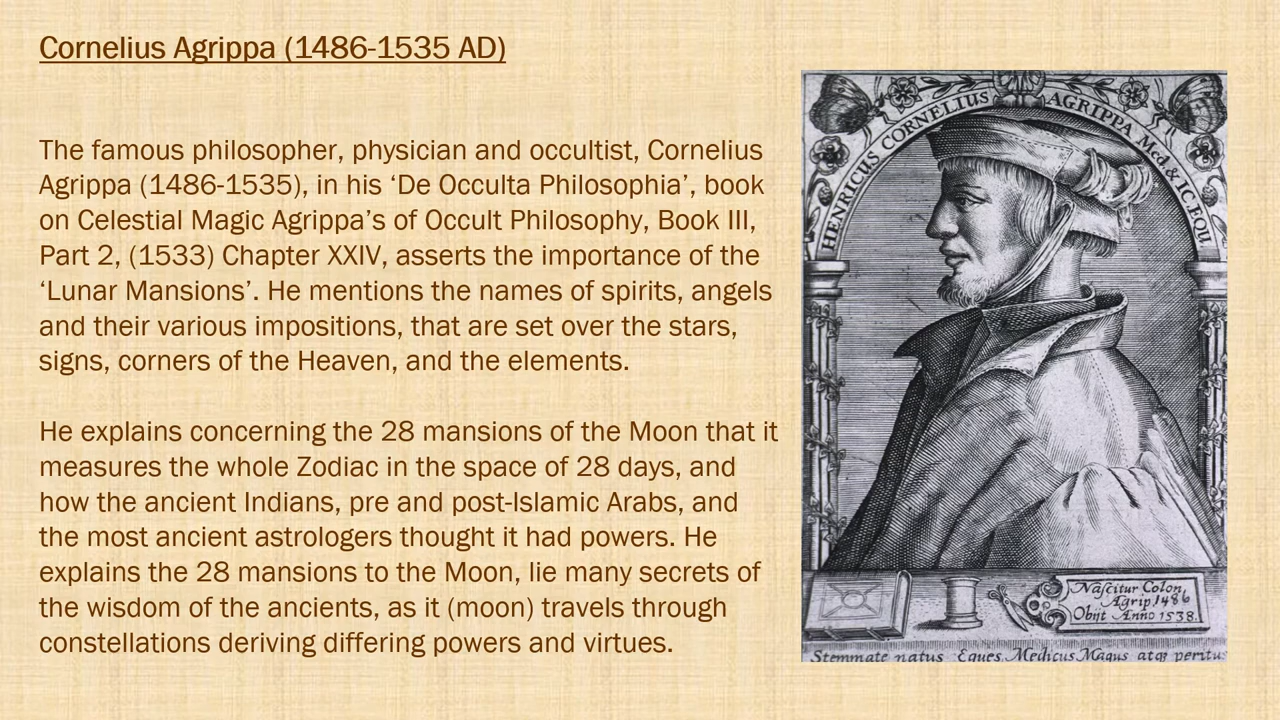 Cornelius Agrippa (1486-1535 AD)
The famous philosopher, physician and occultist, Cornelius
Agrippa (1486-1535), in his ‘De Occulta Philosophia’, book
on Celestial Magic Agrippa’s of Occult Philosophy, Book III,
Part 2, (1533) Chapter XXIV, asserts the importance of the
‘Lunar Mansions’. He mentions the names of spirits, angels
and their various impositions, that are set over the stars,
signs, corners of the Heaven, and the elements.
He explains concerning the 28 mansions of the Moon that it
measures the whole Zodiac in the space of 28 days, and
how the ancient Indians, pre and post-Islamic Arabs, and
the most ancient astrologers thought it had powers. He
explains the 28 mansions to the Moon, lie many secrets of
the wisdom of the ancients, as it (moon) travels through
constellations deriving differing powers and virtues.
HENRICUS CORNELIUS AGRIPPA Med. & IC. EQU
Nascitur Colon.
Agrip. 1486
Obijt Anno 1538.
Stemmate natus Eques Medicus Magus atq3 peritus